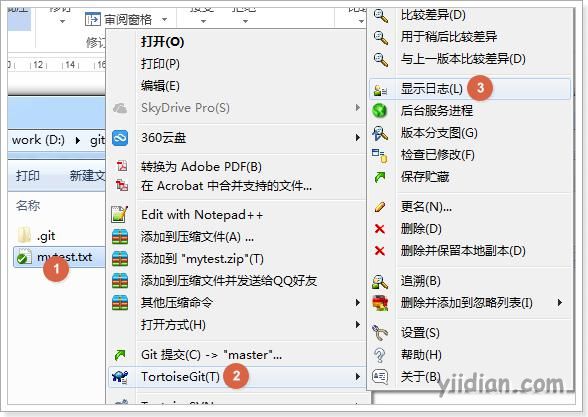 审阅窗格
修订
work (D:)
git
打印
新建文
名称
.git
mytest.txt
1
打开(O)
打印(P)
编辑(E)
SkyDrive Pro(S)
360云盘
转换为 Adobe PDF(B)
在 Acrobat 中合并支持的文件...
Edit with Notepad++
添加到压缩文件(A) ...
添加到 "mytest.zip"(T)
添加到压缩文件并发送给QQ好友
其他压缩命令
打开方式(H)
Git 提交(C) -> "master"...
TortoiseGit(T)
2
TortoiseSVN
比较差异(D)
用于稍后比较差异
与上一版本比较差异(D)
显示日志(L)
3
后台服务进程
版本分支图(G)
检查已修改(F)
保存贮藏
更名(N)...
删除(D)
删除并保留本地副本(D)
追溯(B)
删除并添加到忽略列表(I)
设置(S)
帮助(H)
关于(B)
yiidian.com